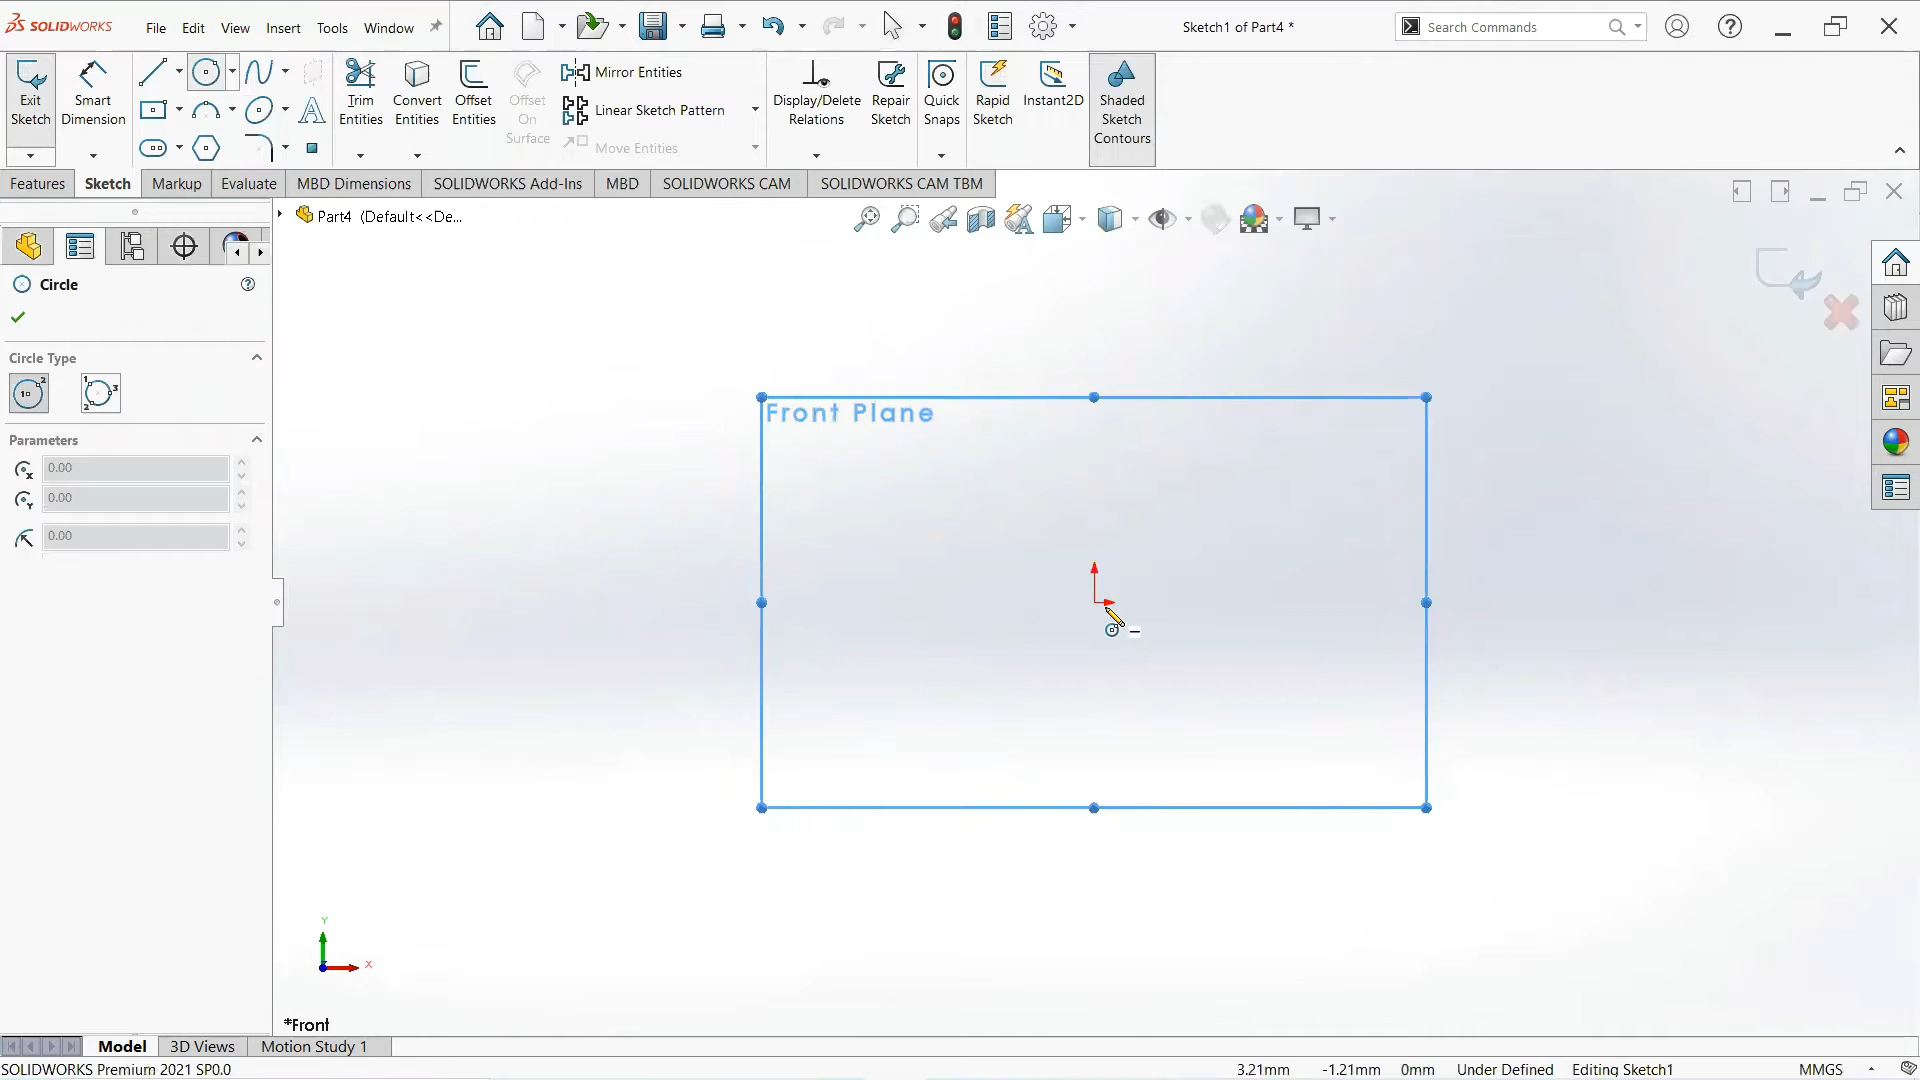 SOLIDWORKS
File Edit View Insert Tools Window
Sketch1 of Part4 *
Search Commands
Exit Sketch
Smart Dimension
Trim Entities
Convert Entities
Offset Entities
Offset On Surface
Mirror Entities
Linear Sketch Pattern
Move Entities
Display/Delete Relations
Repair Sketch
Quick Snaps
Rapid Sketch
Instant2D
Shaded Sketch Contours
Features Sketch Markup Evaluate MBD Dimensions SOLIDWORKS Add-Ins MBD SOLIDWORKS CAM SOLIDWORKS CAM TBM
Part4 (Default<<De...
Circle
Circle Type
Parameters
0.00
0.00
0.00
Front Plane
Y
X
*Front
Model 3D Views Motion Study 1
SOLIDWORKS Premium 2021 SP0.0
3.21mm -1.21mm 0mm Under Defined Editing Sketch1 MMGS